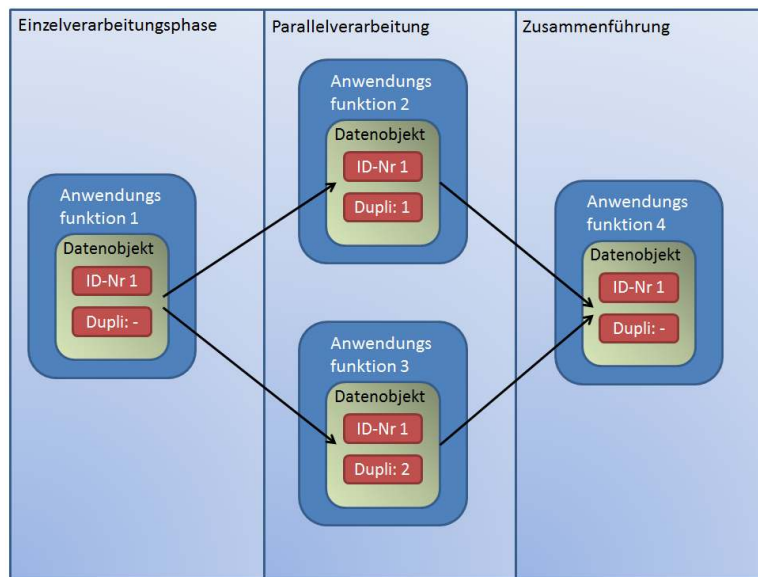 Einzelverarbeitungsphase
Parallelverarbeitung
Zusammenführung
Anwendungs
funktion 1
Datenobjekt
ID-Nr 1
Dupli: -
Anwendungs
funktion 2
Datenobjekt
ID-Nr 1
Dupli: 1
Anwendungs
funktion 3
Datenobjekt
ID-Nr 1
Dupli: 2
Anwendungs
funktion 4
Datenobjekt
ID-Nr 1
Dupli: -